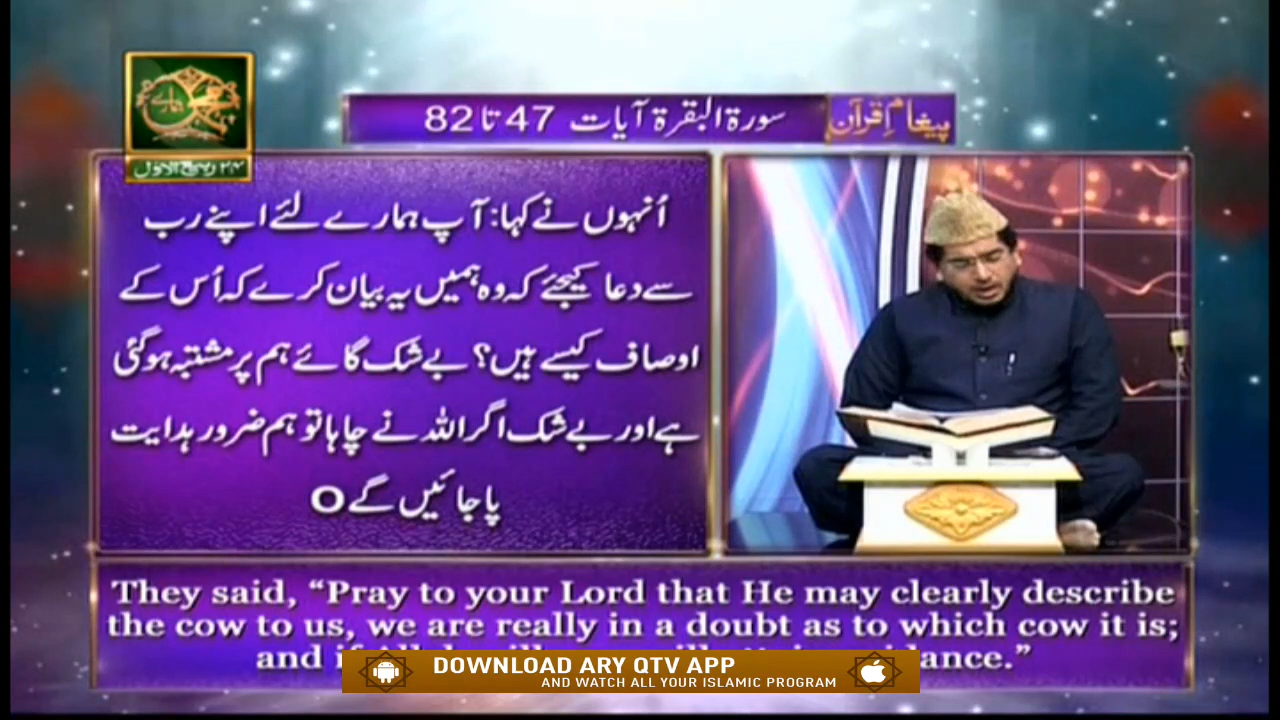 پیغامِ قرآن
سورۃ البقرۃ آیات 47 تا 82
۲۴ ربیع الاوّل
اُنہوں نے کہا: آپ ہمارے لئے اپنے رب
سے دعا کیجئے کہ وہ ہمیں یہ بیان کرے کہ اُس کے
اوصاف کیسے ہیں؟ بے شک گائے ہم پر مشتبہ ہوگئی
ہے اور بے شک اگر اللہ نے چاہا تو ہم ضرور ہدایت
پا جائیں گے O
They said, “Pray to your Lord that He may clearly describe
the cow to us, we are really in a doubt as to which cow it is;
and
DOWNLOAD ARY QTV APP
AND WATCH ALL YOUR ISLAMIC PROGRAM